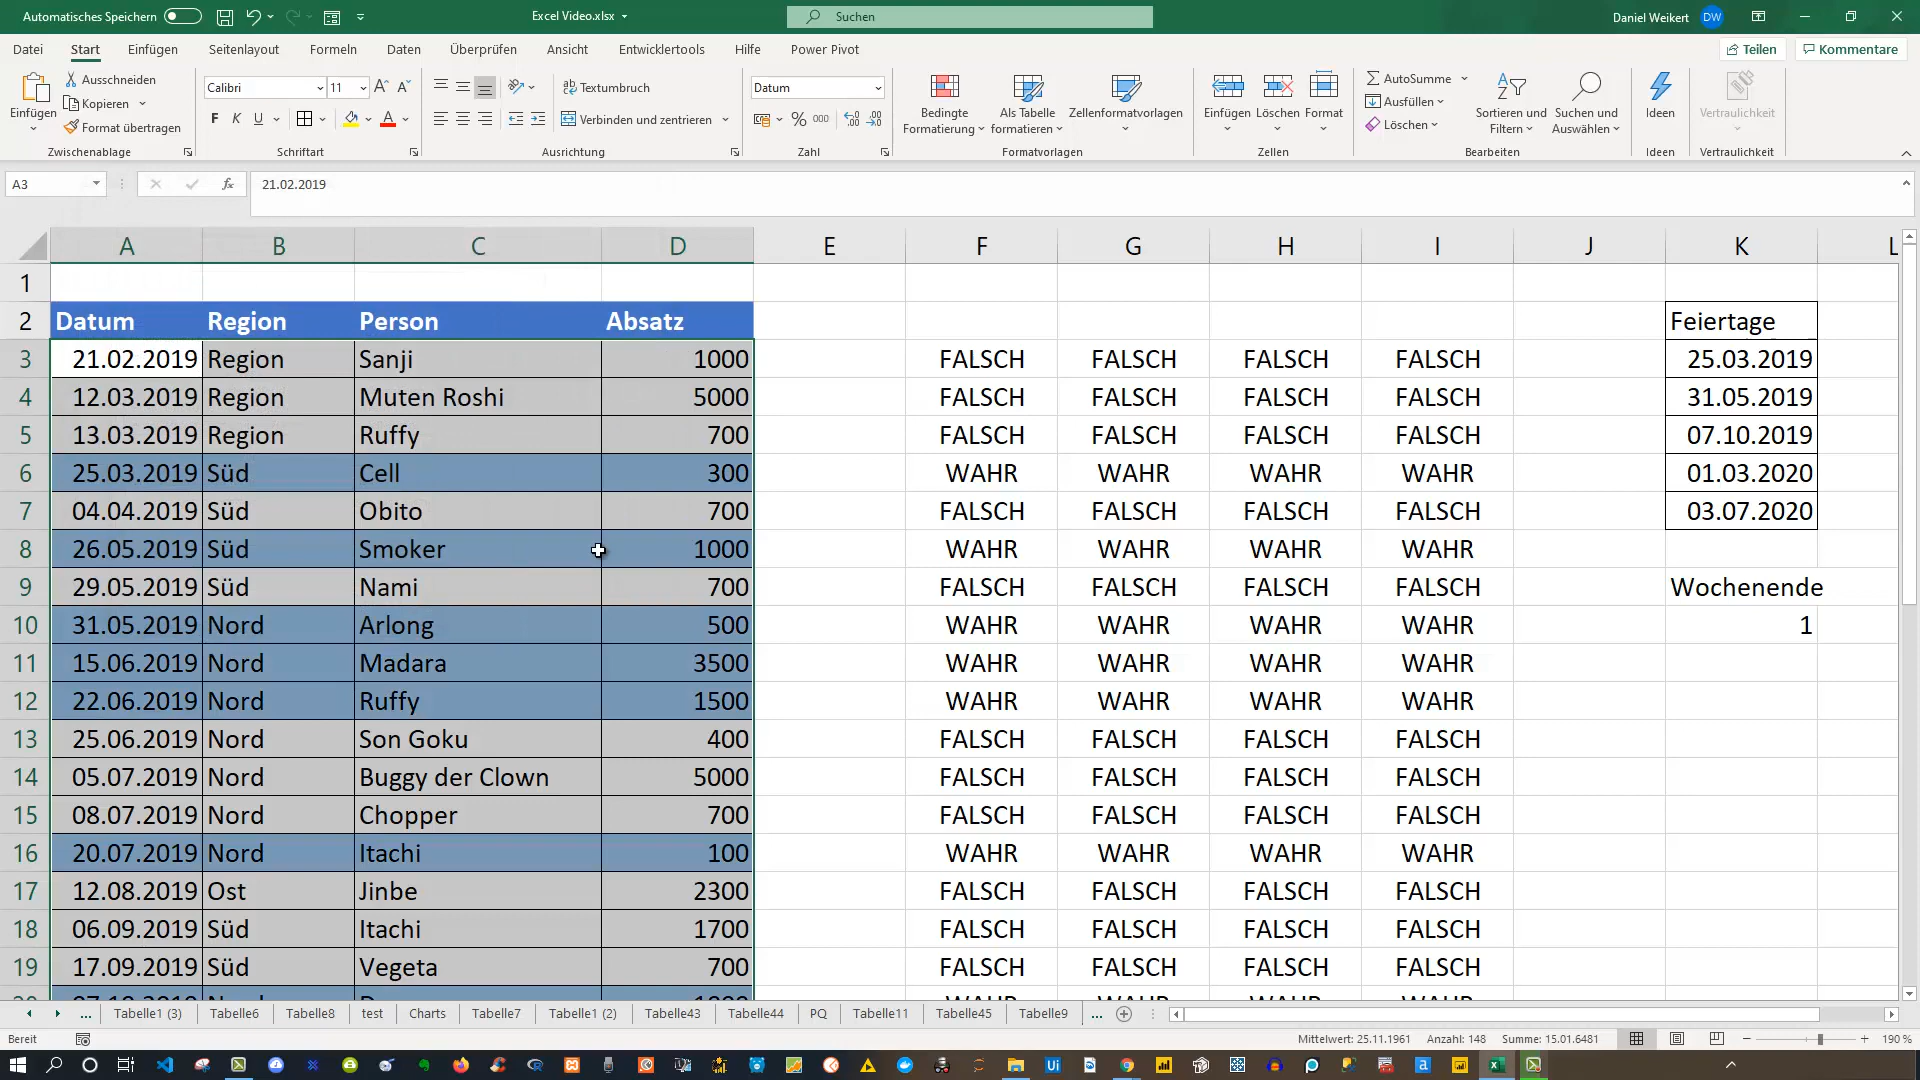 Automatisches Speichern
Excel Video.xlsx
Suchen
Daniel Weikert DW
Datei Start Einfügen Seitenlayout Formeln Daten Überprüfen Ansicht Entwicklertools Hilfe Power Pivot Teilen Kommentare
Einfügen
Ausschneiden
Kopieren
Format übertragen
Zwischenablage
Calibri 11
F K U
Schriftart
Textumbruch
Verbinden und zentrieren
Ausrichtung
Datum
% 000
Zahl
Bedingte Formatierung
Als Tabelle formatieren
Zellenformatvorlagen
Formatvorlagen
Einfügen Löschen Format
Zellen
AutoSumme
Ausfüllen
Löschen
Sortieren und Filtern
Suchen und Auswählen
Bearbeiten
Ideen
Ideen
Vertraulichkeit
Vertraulichkeit
A3 fx 21.02.2019
A B C D E F G H I J K L
1
2 Datum Region Person Absatz Feiertage
3 21.02.2019 Region Sanji 1000 FALSCH FALSCH FALSCH FALSCH 25.03.2019
4 12.03.2019 Region Muten Roshi 5000 FALSCH FALSCH FALSCH FALSCH 31.05.2019
5 13.03.2019 Region Ruffy 700 FALSCH FALSCH FALSCH FALSCH 07.10.2019
6 25.03.2019 Süd Cell 300 WAHR WAHR WAHR WAHR 01.03.2020
7 04.04.2019 Süd Obito 700 FALSCH FALSCH FALSCH FALSCH 03.07.2020
8 26.05.2019 Süd Smoker 1000 WAHR WAHR WAHR WAHR
9 29.05.2019 Süd Nami 700 FALSCH FALSCH FALSCH FALSCH Wochenende
10 31.05.2019 Nord Arlong 500 WAHR WAHR WAHR WAHR 1
11 15.06.2019 Nord Madara 3500 WAHR WAHR WAHR WAHR
12 22.06.2019 Nord Ruffy 1500 WAHR WAHR WAHR WAHR
13 25.06.2019 Nord Son Goku 400 FALSCH FALSCH FALSCH FALSCH
14 05.07.2019 Nord Buggy der Clown 5000 FALSCH FALSCH FALSCH FALSCH
15 08.07.2019 Nord Chopper 700 FALSCH FALSCH FALSCH FALSCH
16 20.07.2019 Nord Itachi 100 WAHR WAHR WAHR WAHR
17 12.08.2019 Ost Jinbe 2300 FALSCH FALSCH FALSCH FALSCH
18 06.09.2019 Süd Itachi 1700 FALSCH FALSCH FALSCH FALSCH
19 17.09.2019 Süd Vegeta 700 FALSCH FALSCH FALSCH FALSCH
... Tabelle1 (3) Tabelle6 Tabelle8 test Charts Tabelle7 Tabelle1 (2) Tabelle43 Tabelle44 PQ Tabelle11 Tabelle45 Tabelle9 ...
Bereit Mittelwert: 25.11.1961 Anzahl: 148 Summe: 15.01.6481 190 %